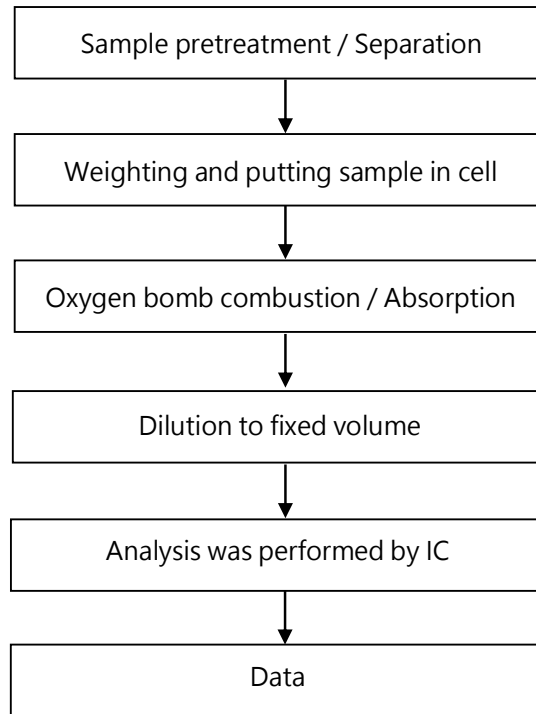 Sample pretreatment / Separation
Weighting and putting sample in cell
Oxygen bomb combustion / Absorption
Dilution to fixed volume
Analysis was performed by IC
Data